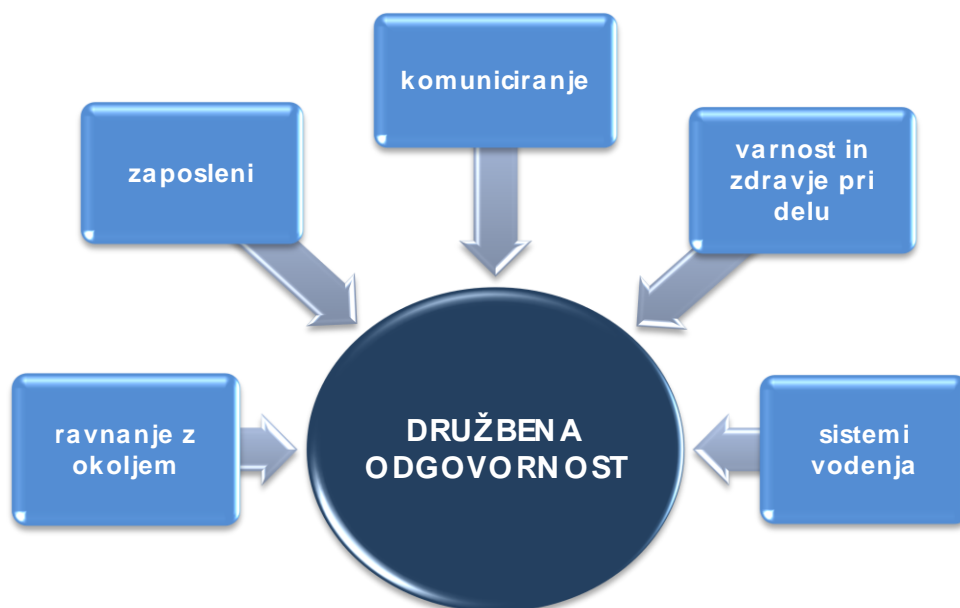 komuniciranje
zaposleni
varnost in
zdravje pri
delu
ravnanje z
okoljem
DRUŽBENA
ODGOVORNOST
sistemi
vodenja